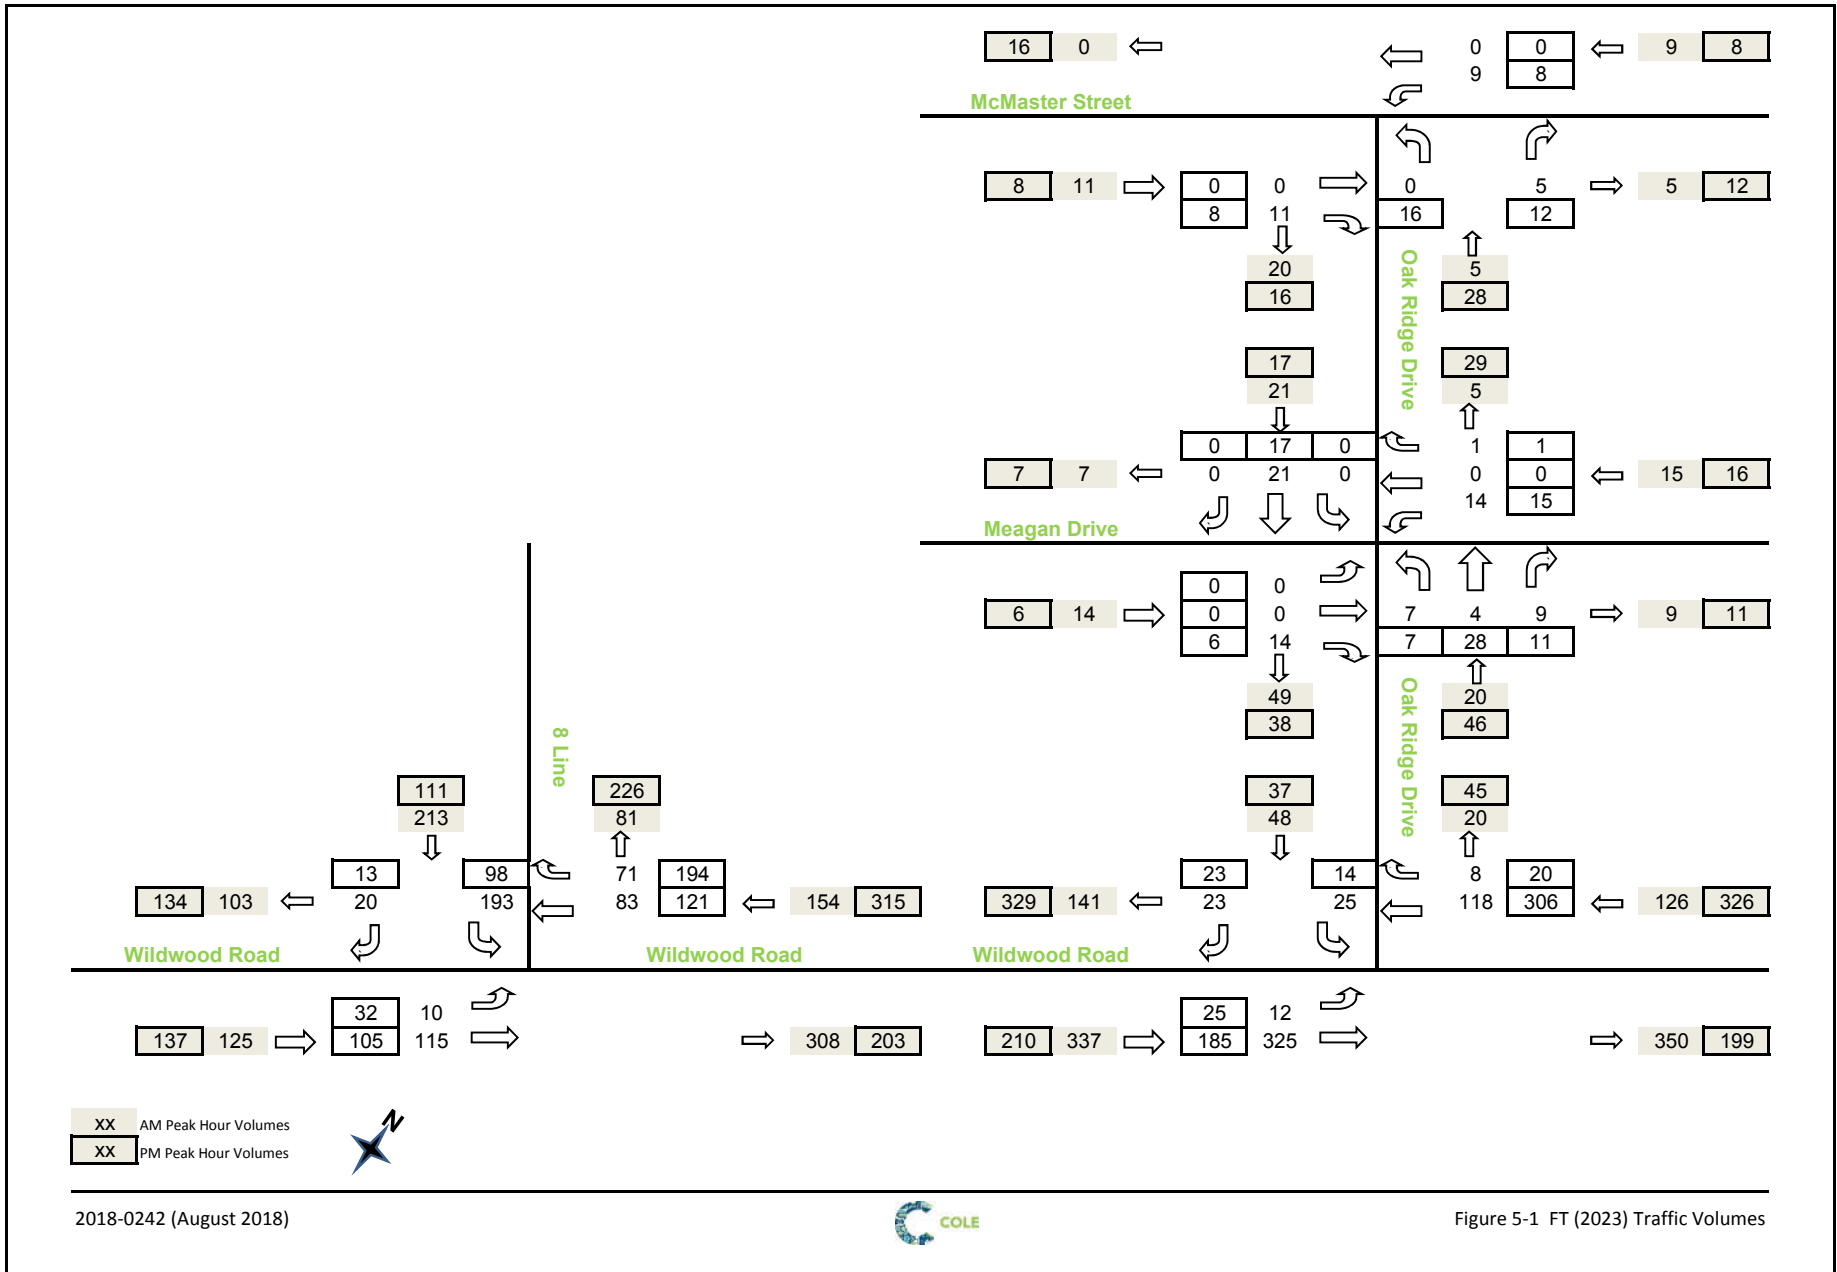 16 0 0 0 9 8
9 8
McMaster Street
8 11 0 0 0 5 5 12
8 11 16 12
20 5
16 28
Oak Ridge Drive
17 29
21 5
0 17 0 1 1
7 7 0 21 0 0 0 15 16
14 15
Meagan Drive
0 0
6 14 0 0 7 4 9 9 11
6 14 7 28 11
49 20
38 46
Oak Ridge Drive
8 Line
111 226 37 45
213 81 48 20
13 98 71 194 23 14 8 20
134 103 20 193 83 121 154 315 329 141 23 25 118 306 126 326
Wildwood Road Wildwood Road Wildwood Road
32 10 25 12
137 125 105 115 308 203 210 337 185 325 350 199
XX AM Peak Hour Volumes
XX PM Peak Hour Volumes
N
2018-0242 (August 2018) COLE Figure 5-1 FT (2023) Traffic Volumes